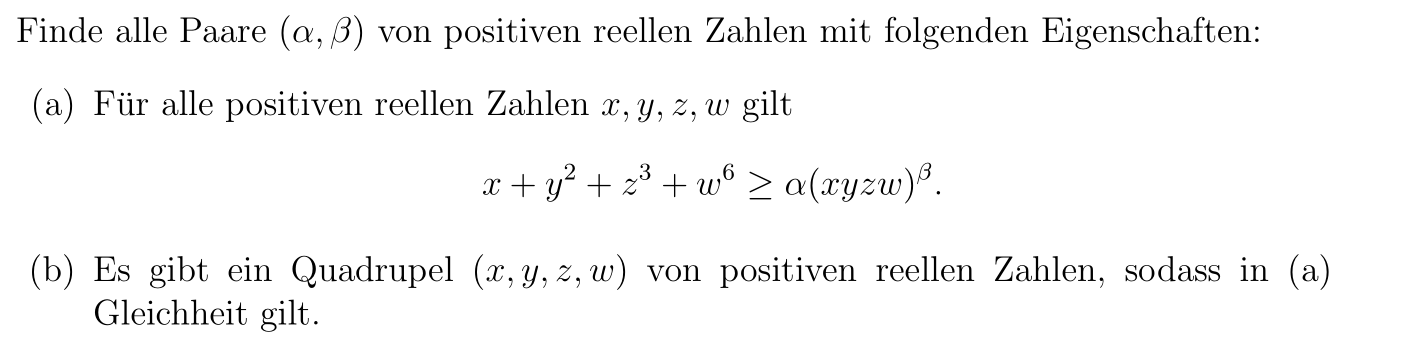 Finde alle Paare (α, β) von positiven reellen Zahlen mit folgenden Eigenschaften:
(a) Für alle positiven reellen Zahlen x, y, z, w gilt
x + y² + z³ + w⁶ ≥ α(xyzw)^β.
(b) Es gibt ein Quadrupel (x, y, z, w) von positiven reellen Zahlen, sodass in (a)
Gleichheit gilt.